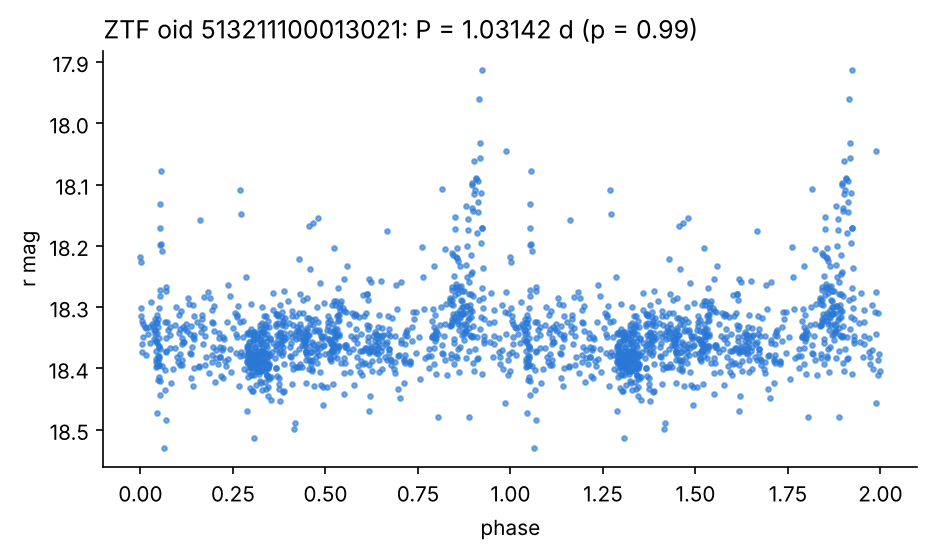 ZTF oid 513211100013021: P = 1.03142 d (p = 0.99)
17.9
18.0
18.1
18.2
18.3
18.4
18.5
r mag
0.00 0.25 0.50 0.75 1.00 1.25 1.50 1.75 2.00
phase